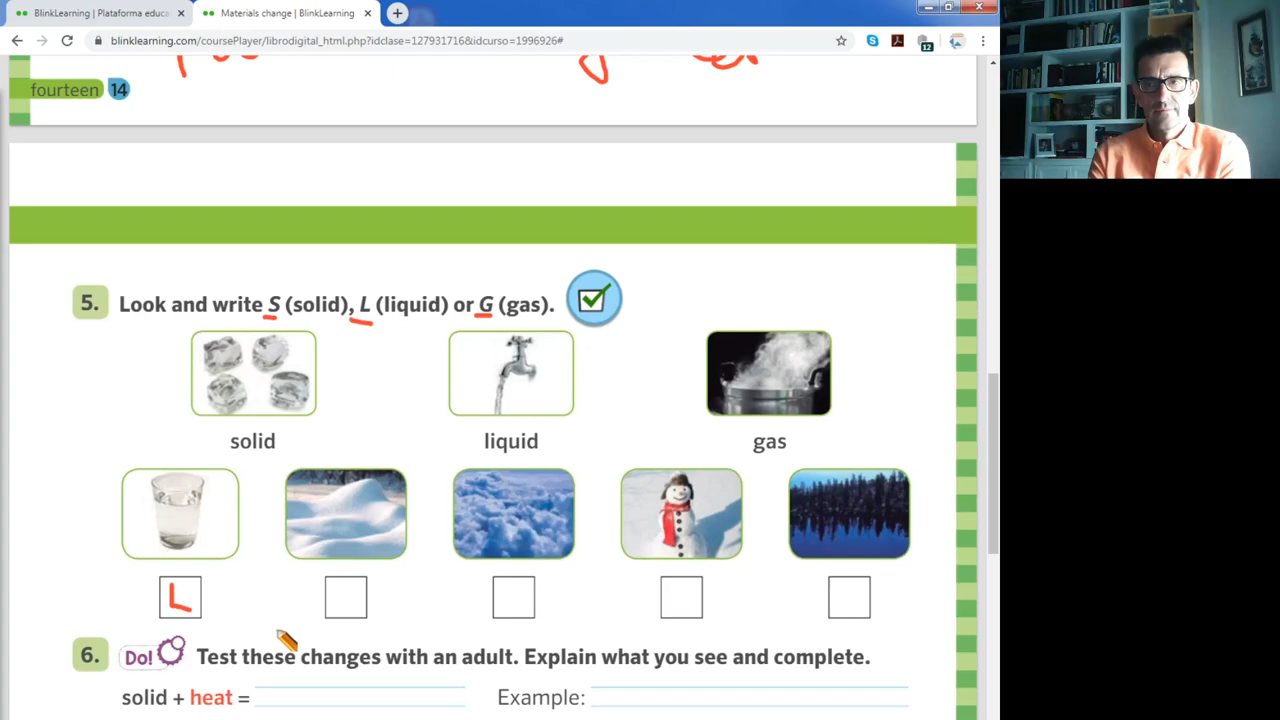 BlinkLearning | Plataforma educa
Materials change | BlinkLearning
blinklearning.com/coursePlayer/librodigital_html.php?idclase=127931716&idcurso=1996926#
12
fourteen 14
5. Look and write S (solid), L (liquid) or G (gas).
solid liquid gas
L
6. Do! Test these changes with an adult. Explain what you see and complete.
solid + heat = Example: